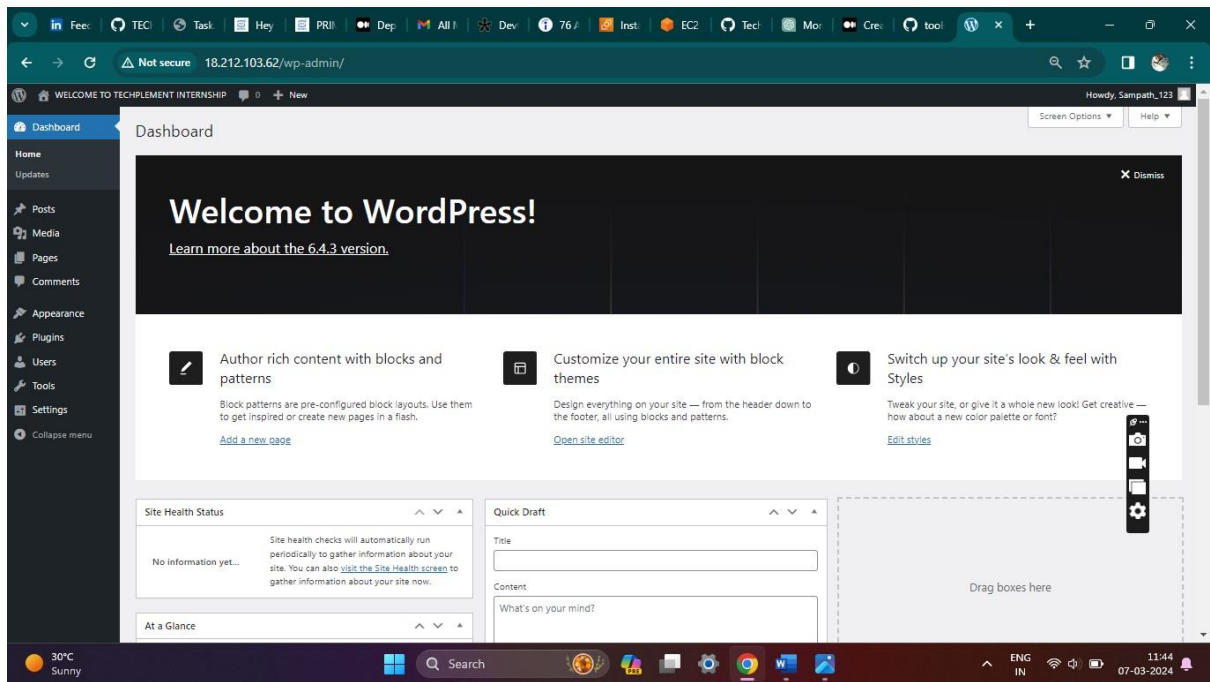 in Feec TECI Task Hey PRIN Dep All N Dev 76 A Insta EC2 Tech Mor Crea tool
Not secure 18.212.103.62/wp-admin/
WELCOME TO TECHPLEMENT INTERNSHIP 0 + New Howdy, Sampath_123
Screen Options Help
Dashboard
Home
Updates
Posts
Media
Pages
Comments
Appearance
Plugins
Users
Tools
Settings
Collapse menu
Dashboard
Dismiss
Welcome to WordPress!
Learn more about the 6.4.3 version.
Author rich content with blocks and
patterns
Block patterns are pre-configured block layouts. Use them
to get inspired or create new pages in a flash.
Add a new page
Customize your entire site with block
themes
Design everything on your site — from the header down to
the footer, all using blocks and patterns.
Open site editor
Switch up your site's look & feel with
Styles
Tweak your site, or give it a whole new look! Get creative —
how about a new color palette or font?
Edit styles
Site Health Status
No information yet...
Site health checks will automatically run
periodically to gather information about your
site. You can also visit the Site Health screen to
gather information about your site now.
At a Glance
Quick Draft
Title
Content
What's on your mind?
Drag boxes here
30°C
Sunny
Search
ENG
IN
11:44
07-03-2024